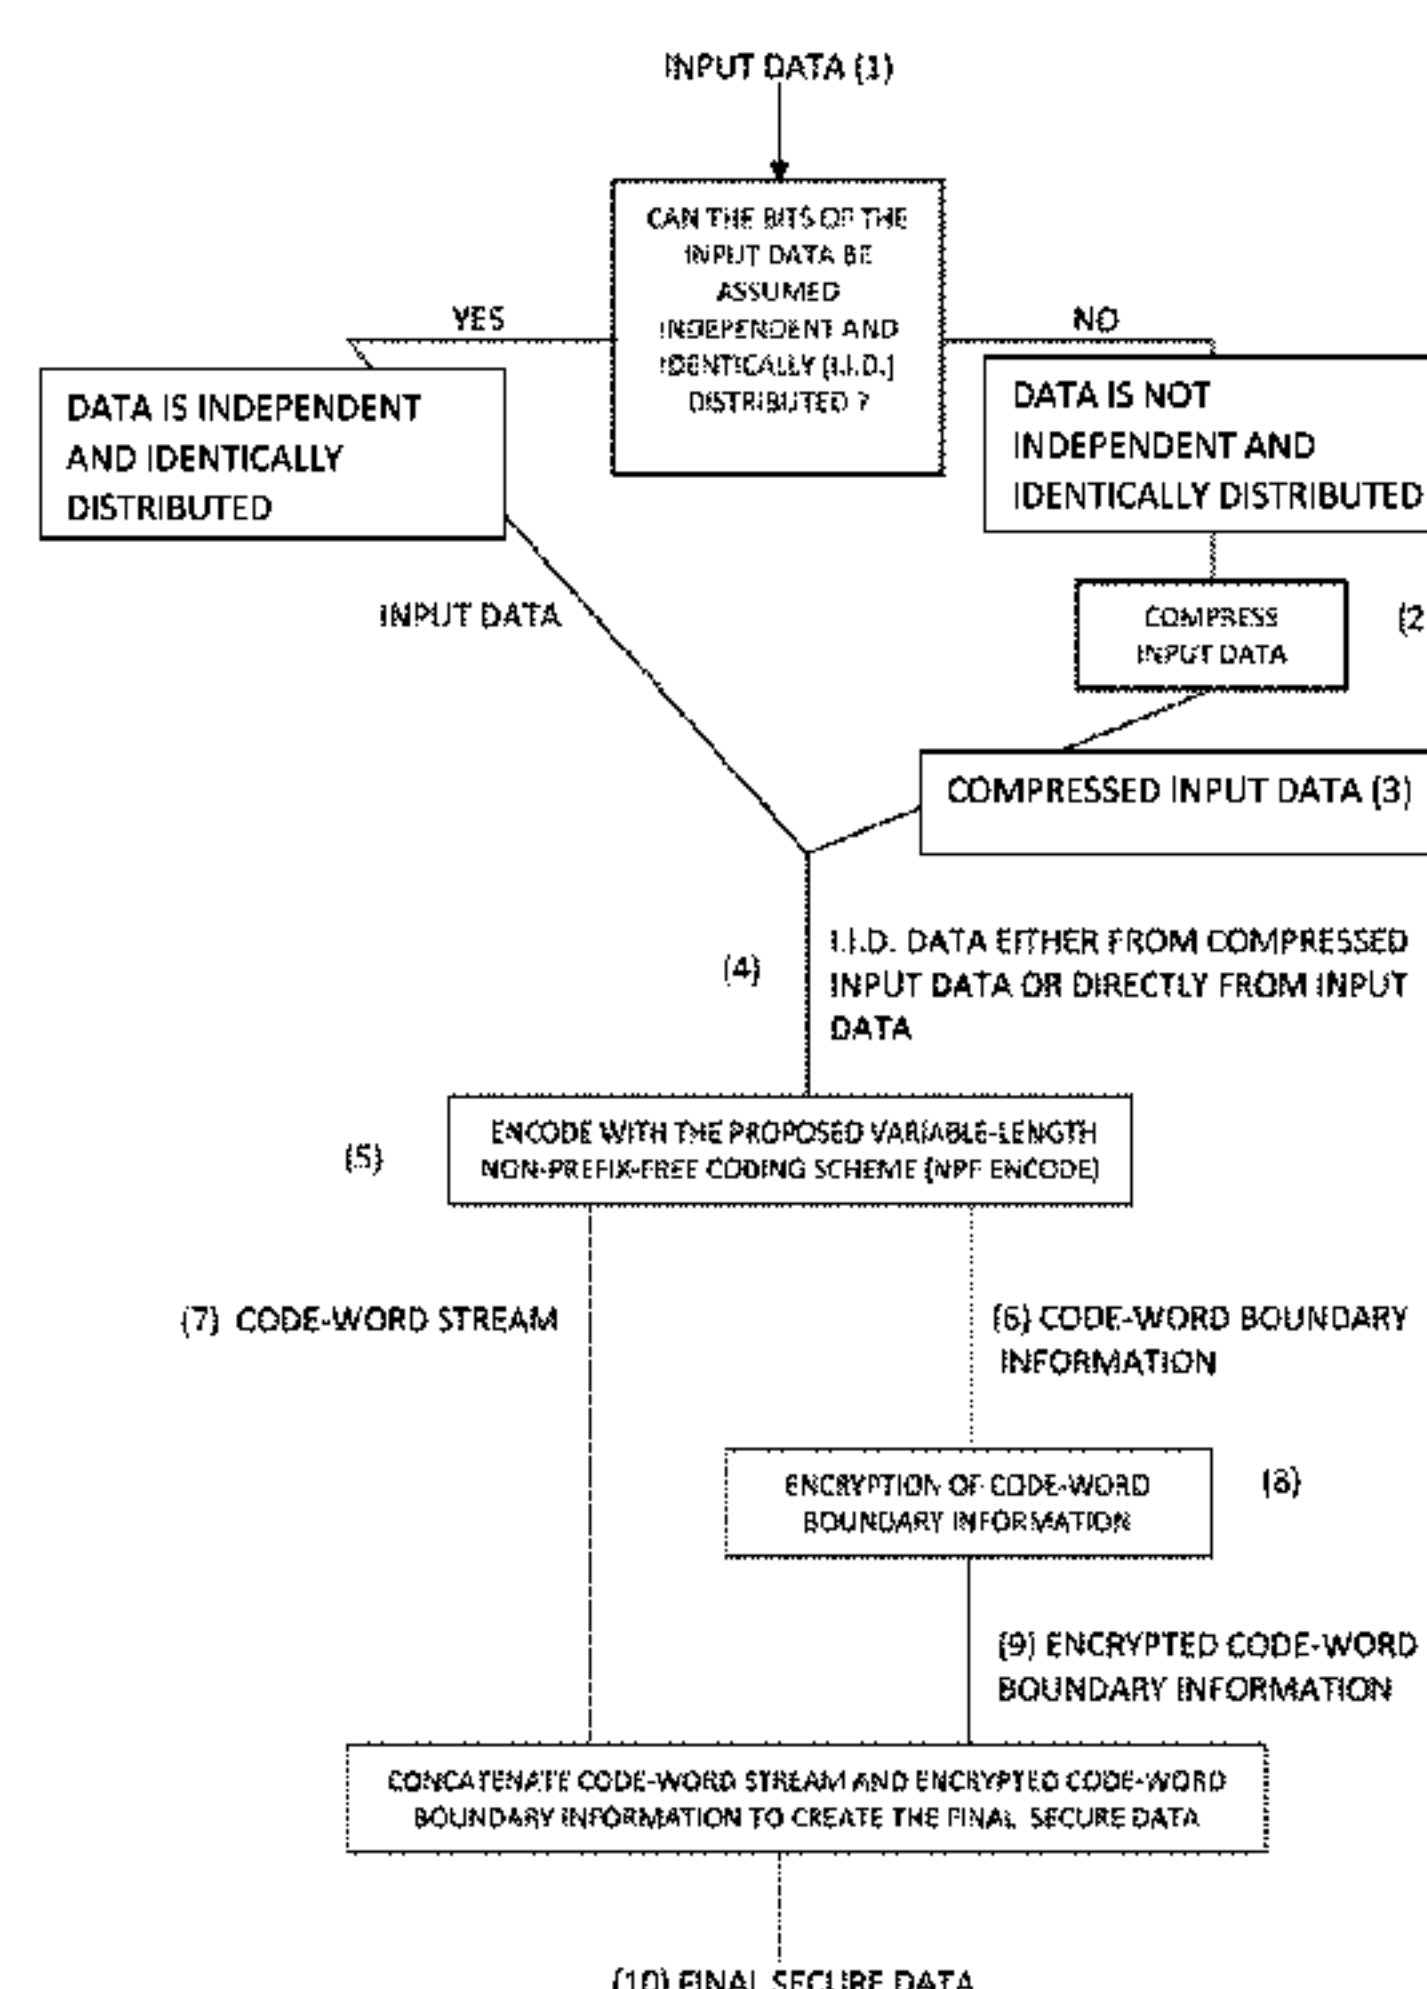 INPUT DATA (1)
CAN THE BITS OF THE
INPUT DATA BE
ASSUMED
INDEPENDENT AND
IDENTICALLY (I.I.D.)
DISTRIBUTED ?
YES
NO
DATA IS INDEPENDENT
AND IDENTICALLY
DISTRIBUTED
DATA IS NOT
INDEPENDENT AND
IDENTICALLY DISTRIBUTED
INPUT DATA
COMPRESS
INPUT DATA
(2
COMPRESSED INPUT DATA (3)
(4)
I.I.D. DATA EITHER FROM COMPRESSED
INPUT DATA OR DIRECTLY FROM INPUT
DATA
(5)
ENCODE WITH THE PROPOSED VARIABLE-LENGTH
NON-PREFIX-FREE CODING SCHEME (NPF ENCODE)
(7) CODE-WORD STREAM
(6) CODE-WORD BOUNDARY
INFORMATION
ENCRYPTION OF CODE-WORD
BOUNDARY INFORMATION
(8)
(9) ENCRYPTED CODE-WORD
BOUNDARY INFORMATION
CONCATENATE CODE-WORD STREAM AND ENCRYPTED CODE-WORD
BOUNDARY INFORMATION TO CREATE THE FINAL SECURE DATA
(10) FINAL SECURE DATA